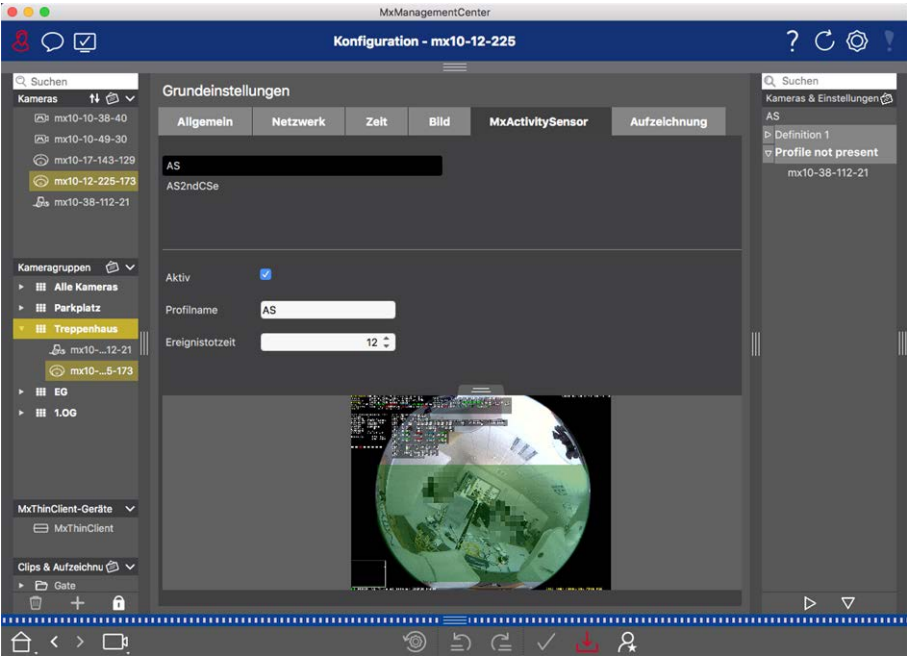 MxManagementCenter
Konfiguration - mx10-12-225
Suchen
Kameras
mx10-10-38-40
mx10-10-49-30
mx10-17-143-129
mx10-12-225-173
mx10-38-112-21
Kameragruppen
Alle Kameras
Parkplatz
Treppenhaus
mx10-...12-21
mx10-...5-173
EG
1.OG
MxThinClient-Geräte
MxThinClient
Clips & Aufzeichnu
Gate
Grundeinstellungen
Allgemein Netzwerk Zeit Bild MxActivitySensor Aufzeichnung
AS
AS2ndCSe
Aktiv
Profilname AS
Ereignistotzeit 12
Suchen
Kameras & Einstellungen
AS
Definition 1
Profile not present
mx10-38-112-21